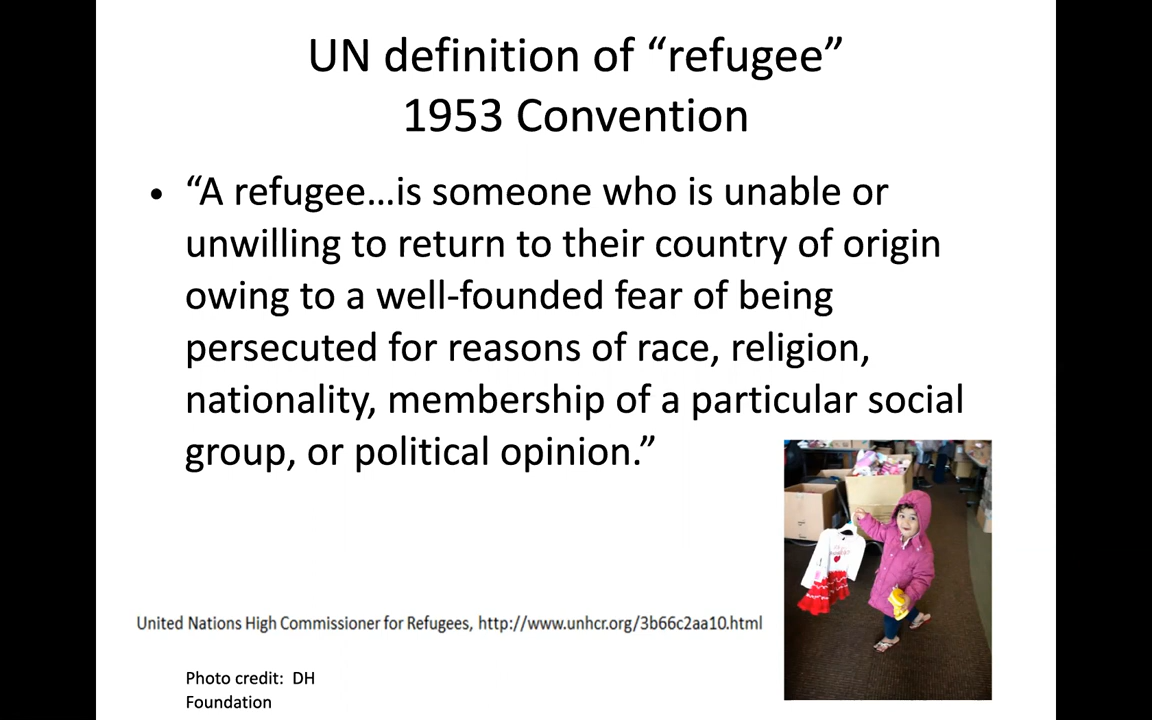 UN definition of “refugee”
1953 Convention
• “A refugee…is someone who is unable or
unwilling to return to their country of origin
owing to a well-founded fear of being
persecuted for reasons of race, religion,
nationality, membership of a particular social
group, or political opinion.”
United Nations High Commissioner for Refugees, http://www.unhcr.org/3b66c2aa10.html
Photo credit:  DH
Foundation